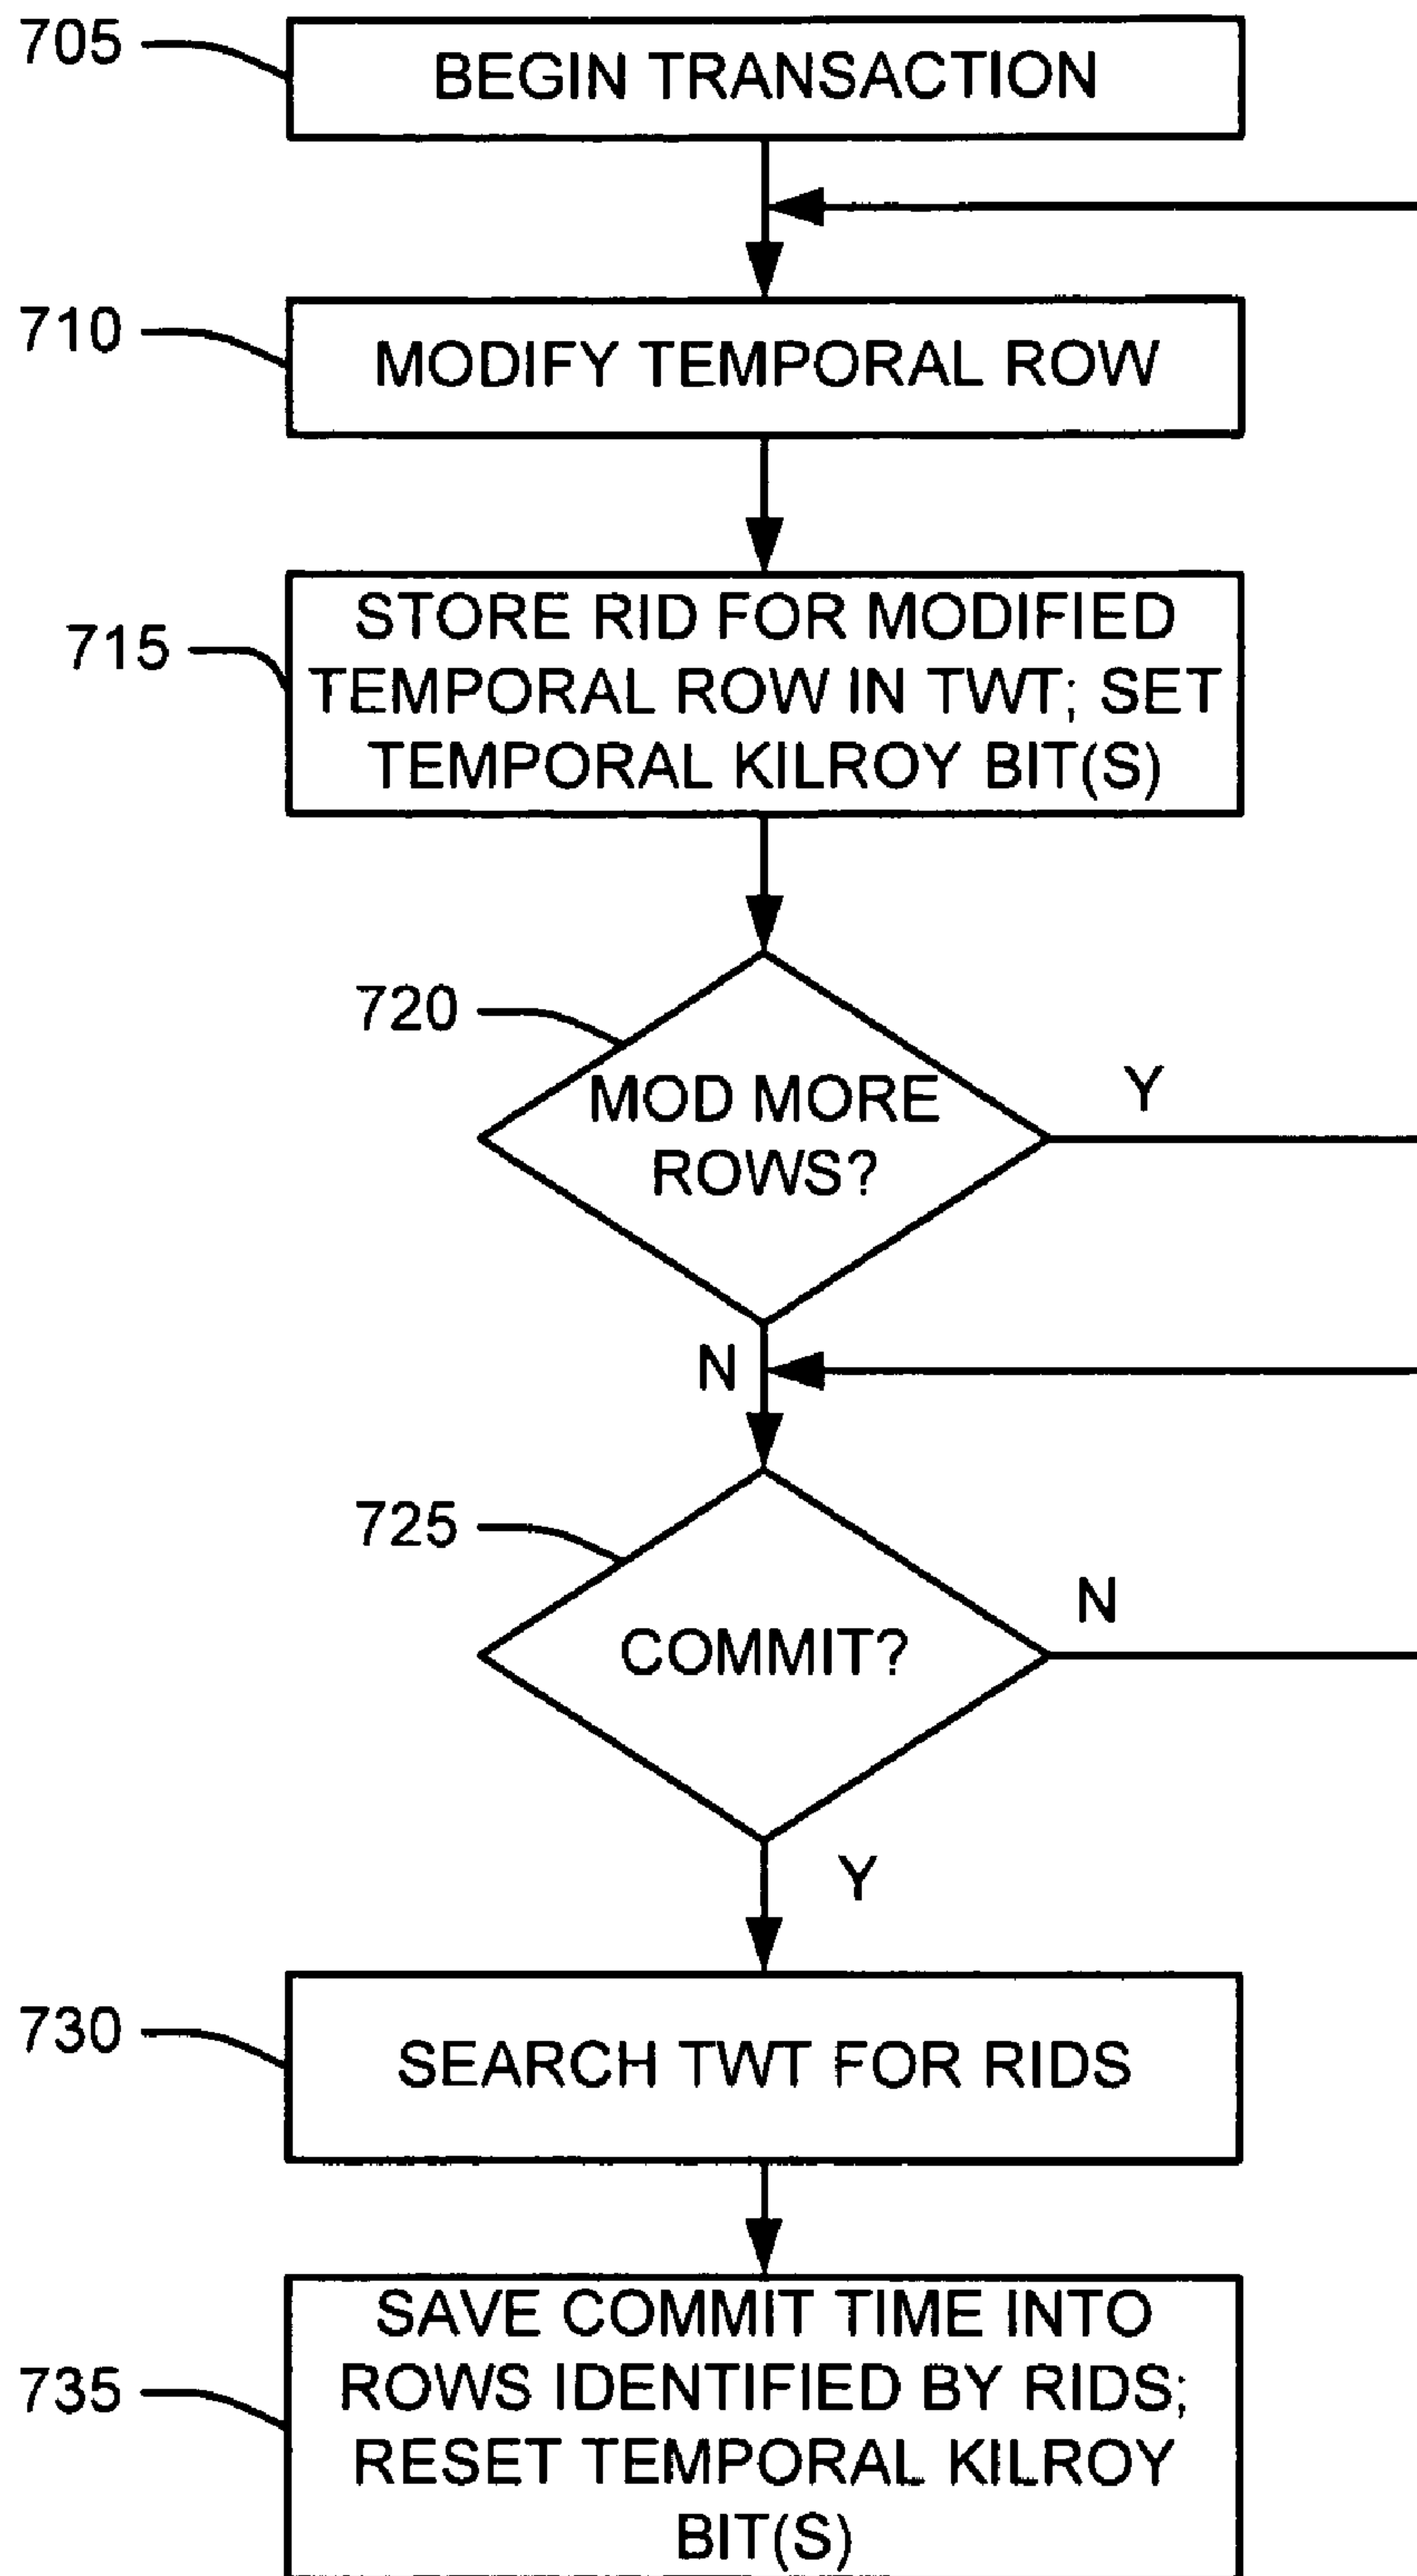 705
BEGIN TRANSACTION
710
MODIFY TEMPORAL ROW
715
STORE RID FOR MODIFIED
TEMPORAL ROW IN TWT; SET
TEMPORAL KILROY BIT(S)
720
MOD MORE
ROWS?
Y
N
725
COMMIT?
N
Y
730
SEARCH TWT FOR RIDS
735
SAVE COMMIT TIME INTO
ROWS IDENTIFIED BY RIDS;
RESET TEMPORAL KILROY
BIT(S)